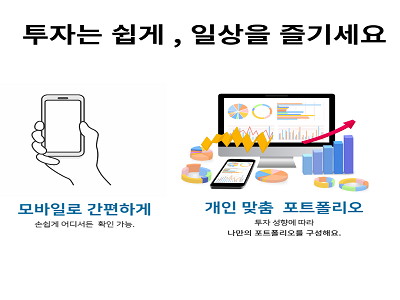 투자는 쉽게 , 일상을 즐기세요
모바일로 간편하게
손쉽게 어디서든 확인 가능.
개인 맞춤 포트폴리오
투자 성향에 따라
나만의 포트폴리오를 구성해요.